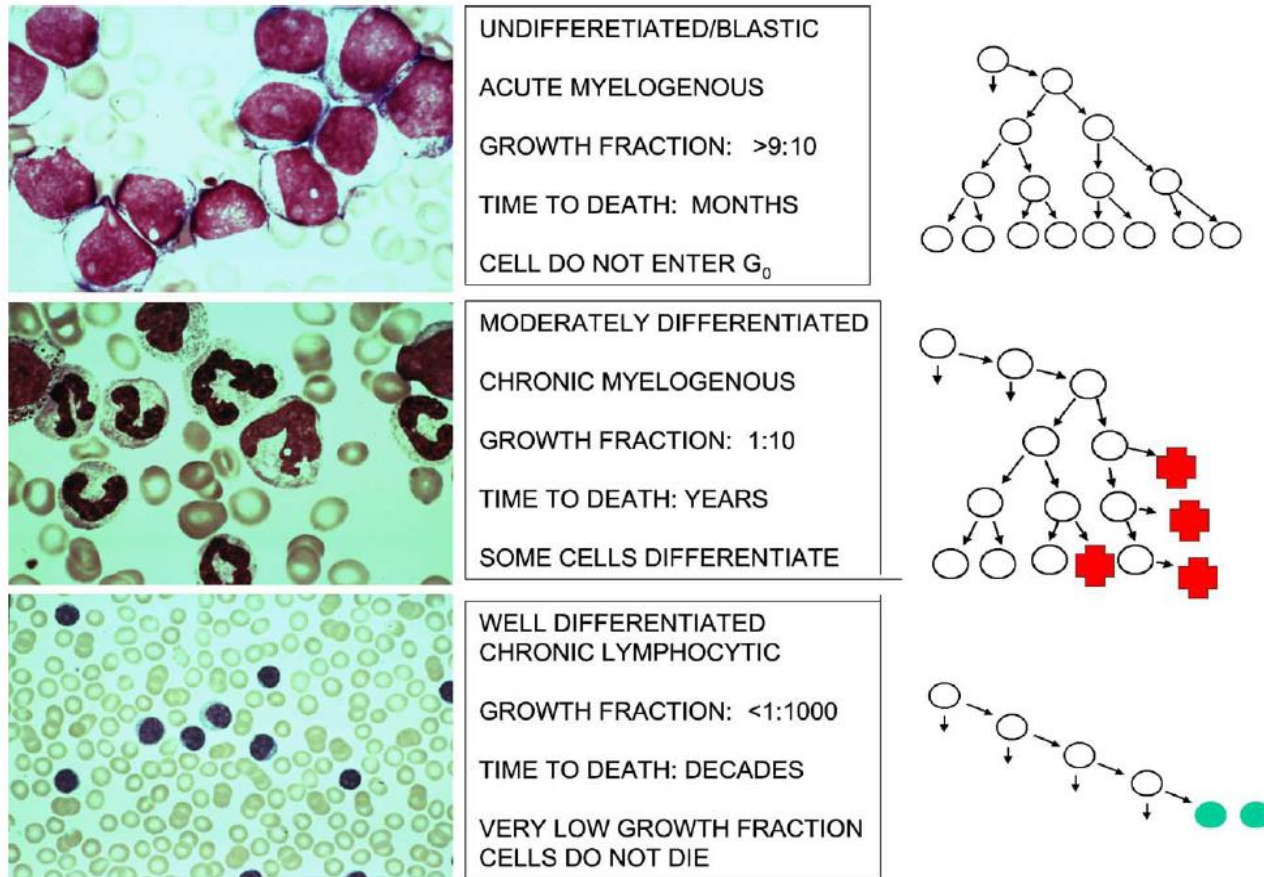 UNDIFFERETIATED/BLASTIC
ACUTE MYELOGENOUS
GROWTH FRACTION: >9:10
TIME TO DEATH: MONTHS
CELL DO NOT ENTER G₀
MODERATELY DIFFERENTIATED
CHRONIC MYELOGENOUS
GROWTH FRACTION: 1:10
TIME TO DEATH: YEARS
SOME CELLS DIFFERENTIATE
WELL DIFFERENTIATED
CHRONIC LYMPHOCYTIC
GROWTH FRACTION: <1:1000
TIME TO DEATH: DECADES
VERY LOW GROWTH FRACTION
CELLS DO NOT DIE